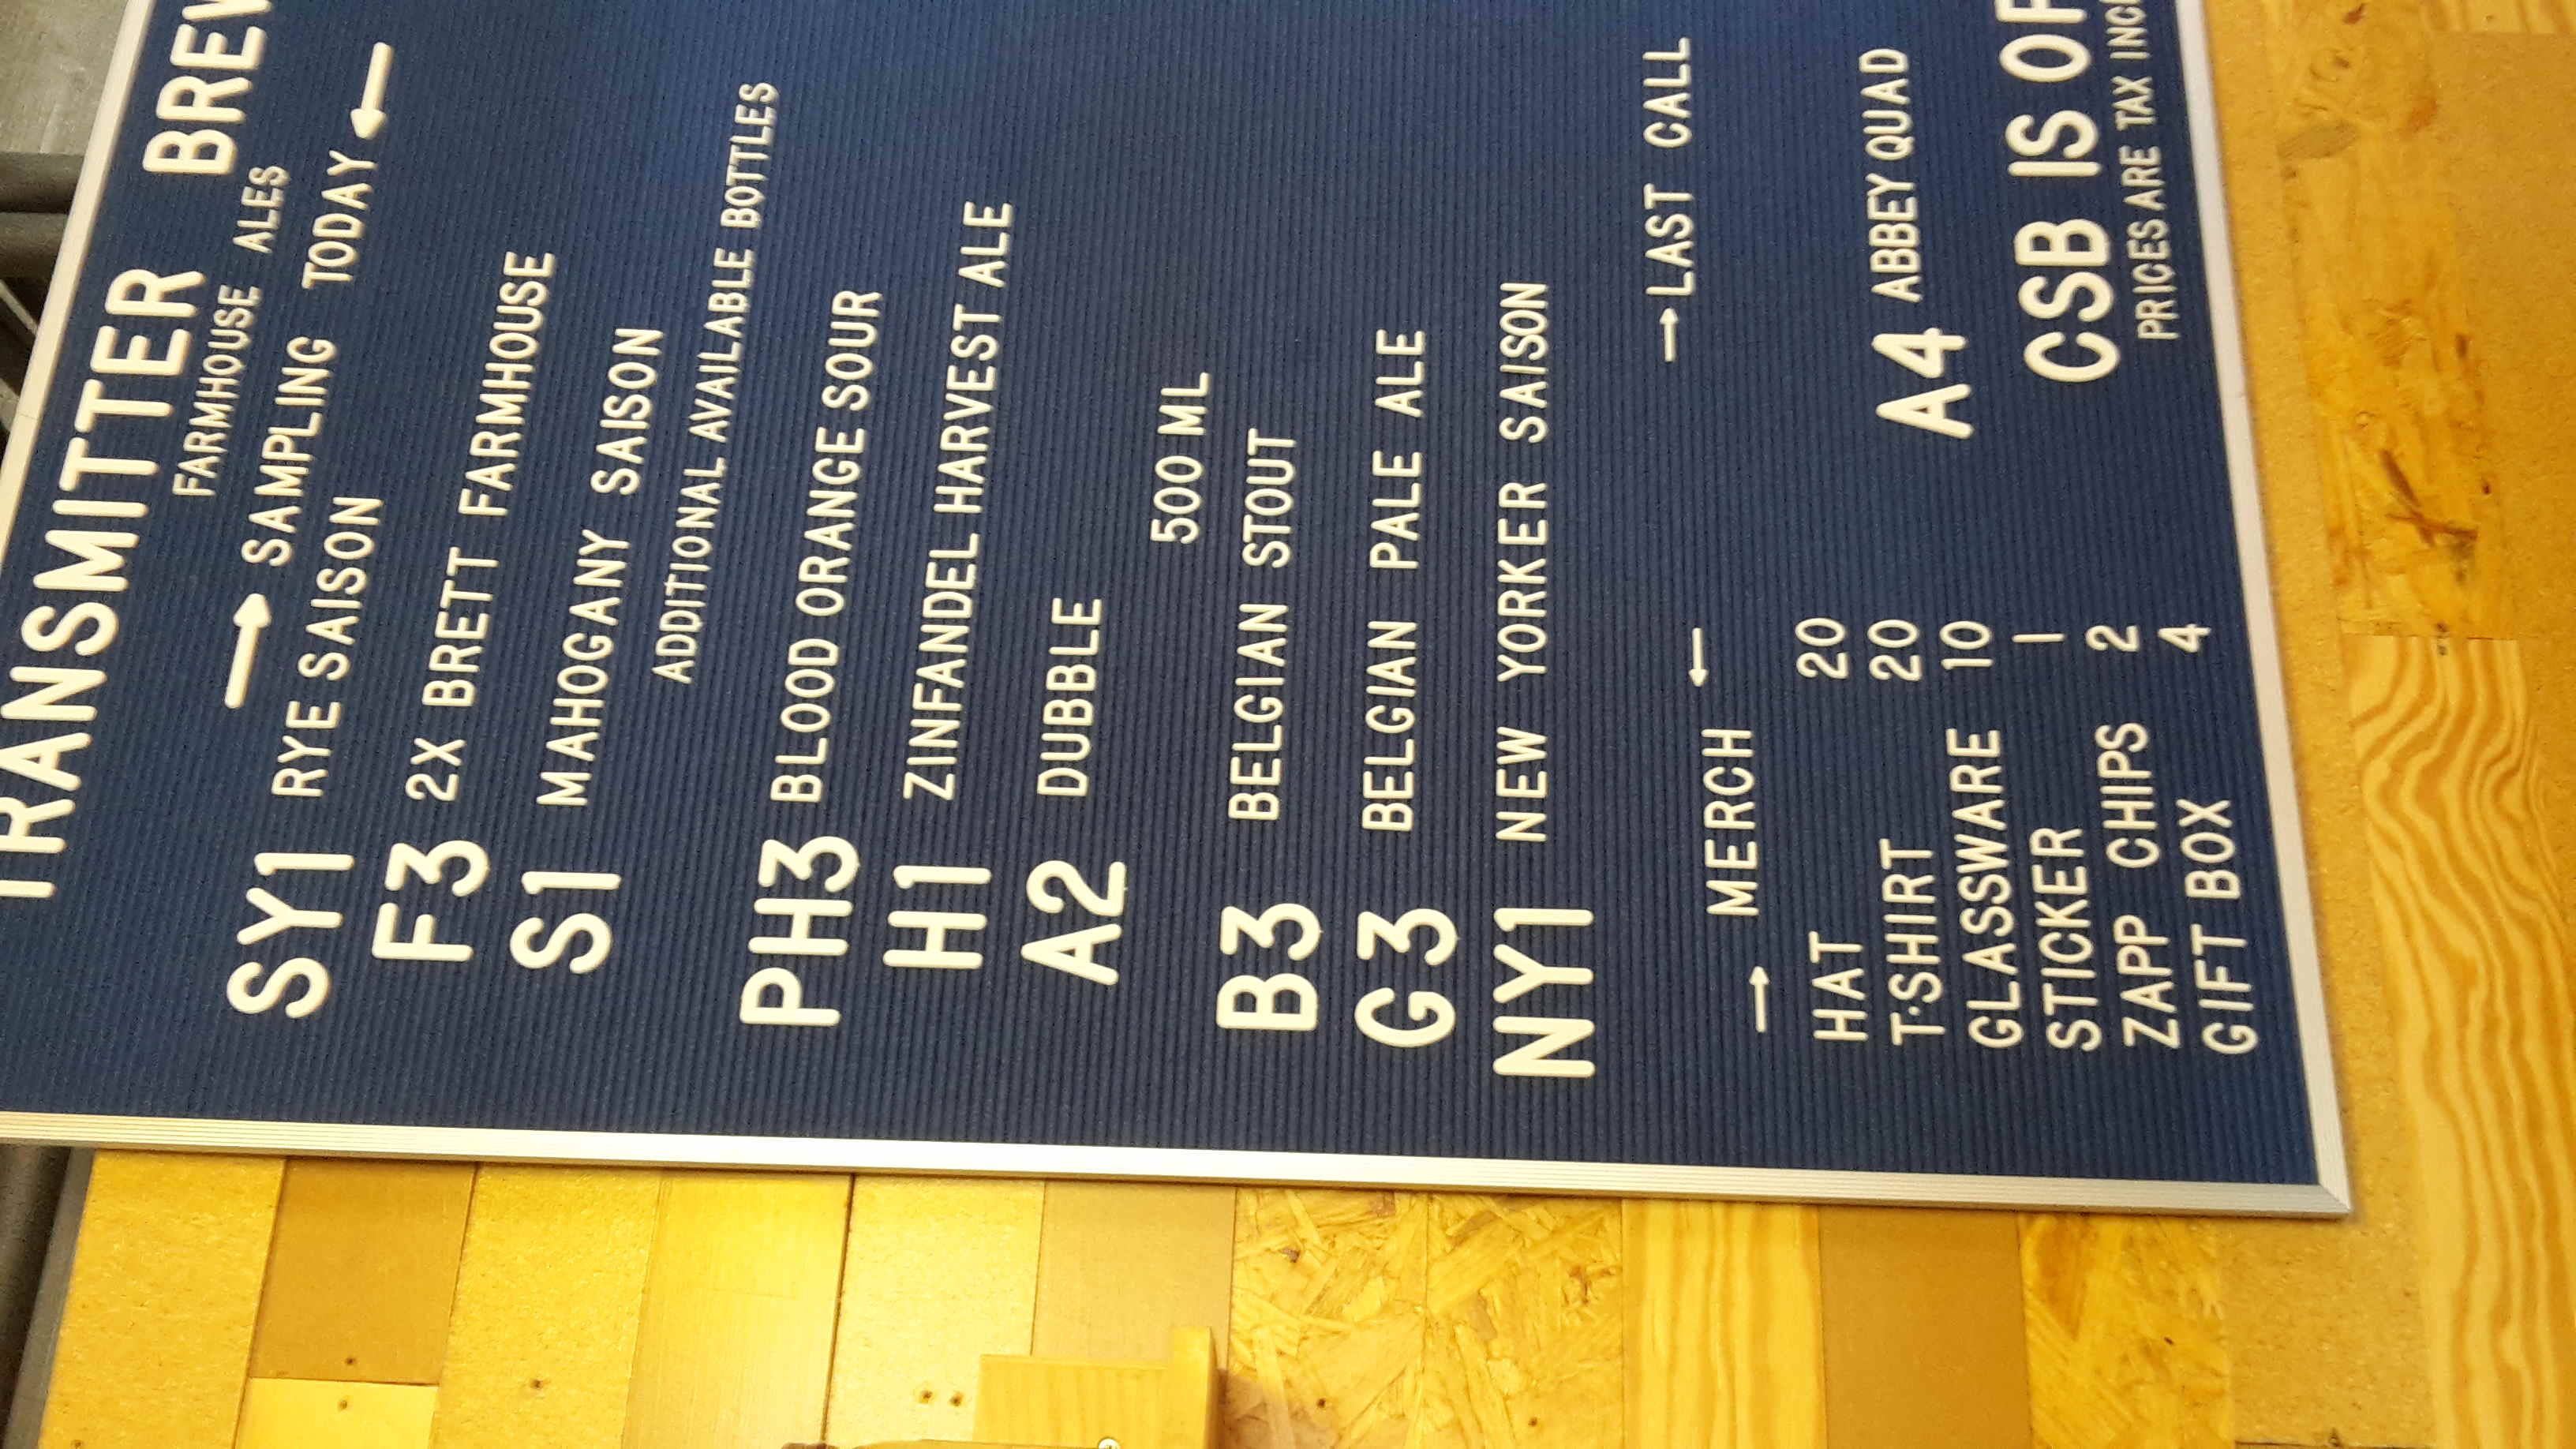 TRANSMITTER BREW
FARMHOUSE ALES
→ SAMPLING TODAY ←
SY1 RYE SAISON
F3 2X BRETT FARMHOUSE
S1 MAHOGANY SAISON
ADDITIONAL AVAILABLE BOTTLES
PH3 BLOOD ORANGE SOUR
H1 ZINFANDEL HARVEST ALE
A2 DUBBLE
500 ML
B3 BELGIAN STOUT
G3 BELGIAN PALE ALE
NY1 NEW YORKER SAISON
→ MERCH ←
HAT 20
T·SHIRT 20
GLASSWARE 10
STICKER 1
ZAPP CHIPS 2
GIFT BOX 4
→ LAST CALL
A4 ABBEY QUAD
CSB IS
PRICES ARE TAX